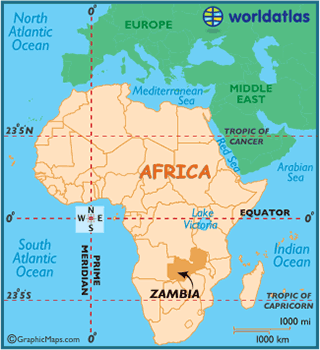 North
Atlantic
Ocean
0°
worldatlas
EUROPE
Mediterranean
Sea
MIDDLE
EAST
23°5'N
TROPIC OF
CANCER
Red Sea
AFRICA
Arabian
Sea
N
W E
S
0°
EQUATOR
0°
Lake
Victoria
South
Atlantic
Ocean
PRIME
MERIDIAN
Indian
Ocean
ZAMBIA
23°5'S
TROPIC OF
CAPRICORN
1000 mi
1000 km
©GraphicMaps.com
0°